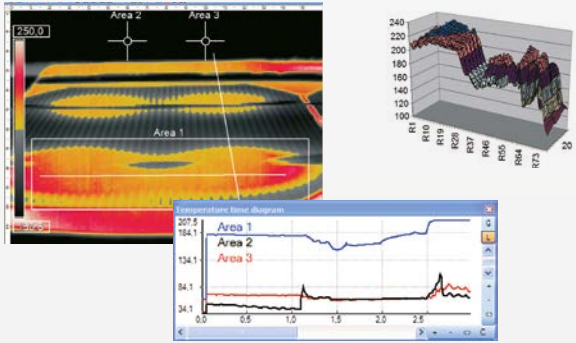 Area 2 Area 3
250,0
Area 1
240
220
200
180
160
140
120
100
R1 R10 R19 R28 R37 R46 R55 R64 R73
20
Temperature time diagram
207,5
184,1
134,1
84,1
34,1
Area 1
Area 2
Area 3
0,0 0,5 1,0 1,5 2,0 2,5